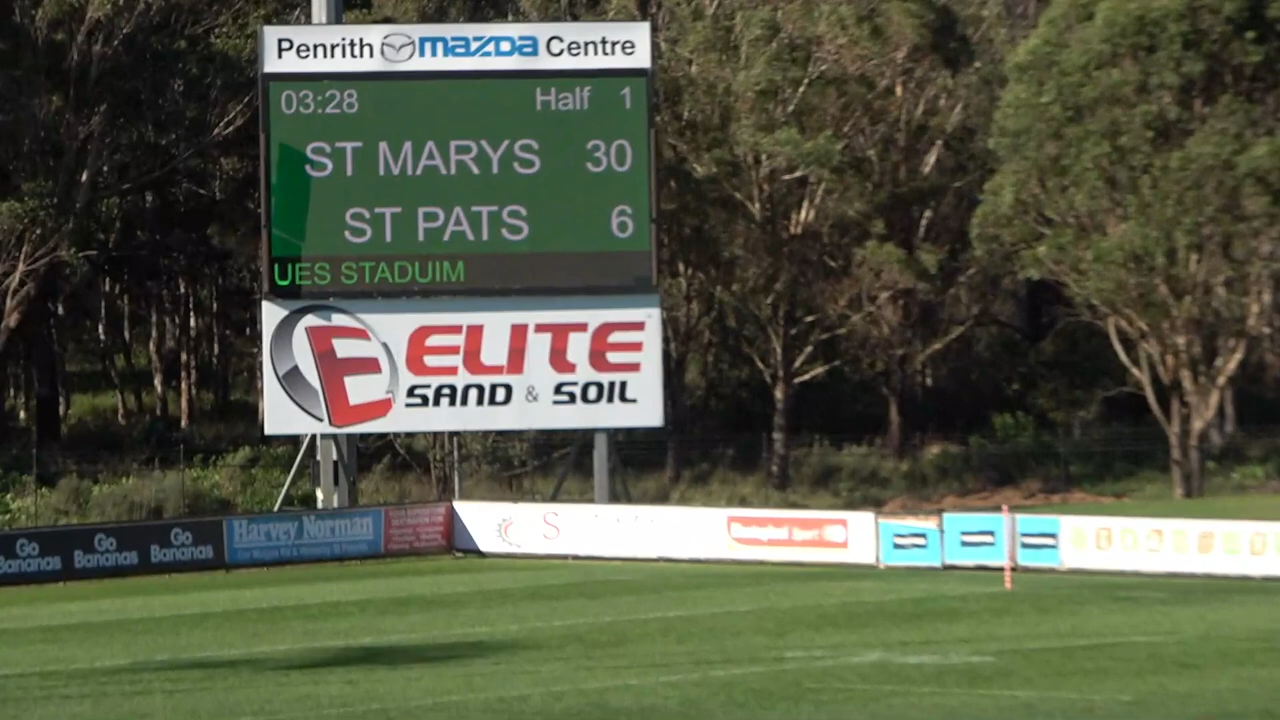 Penrith mazda Centre
03:28 Half 1
ST MARYS 30
ST PATS 6
UES STADUIM
E ELITE
SAND & SOIL
Go Bananas
Go Bananas
Go Bananas
Harvey Norman
S